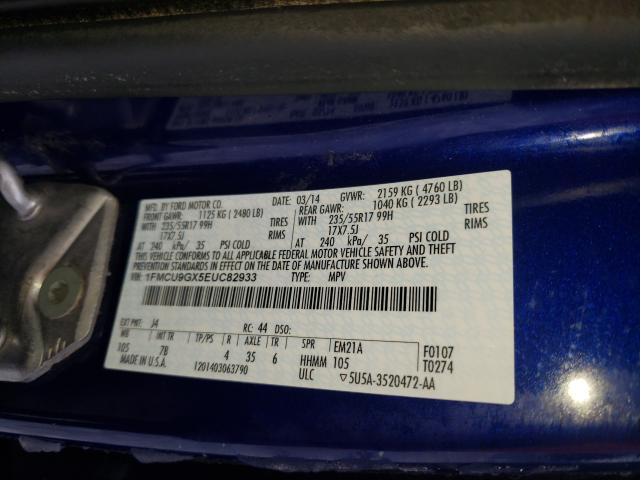 MFD. BY FORD MOTOR CO. DATE: 03/14 GVWR: 2159 KG ( 4760 LB)
FRONT GAWR: 1125 KG ( 2480 LB) REAR GAWR: 1040 KG ( 2293 LB)
WITH 235/55R17 99H TIRES WITH 235/55R17 99H TIRES
17X7.5J RIMS 17X7.5J RIMS
AT 240 kPa/ 35 PSI COLD AT 240 kPa/ 35 PSI COLD
THIS VEHICLE CONFORMS TO ALL APPLICABLE FEDERAL MOTOR VEHICLE SAFETY AND THEFT
PREVENTION STANDARDS IN EFFECT ON THE DATE OF MANUFACTURE SHOWN ABOVE.
VIN: 1FMCU9GX5EUC82933 TYPE: MPV
EXT PNT: J4 RC: 44 DSO:
WB INT TR TP/PS R AXLE TR SPR EM21A F0107
105 7B 4 35 6 HHMM 105 T0274
MADE IN U.S.A. 1201403063790 ULC 5U5A-3520472-AA